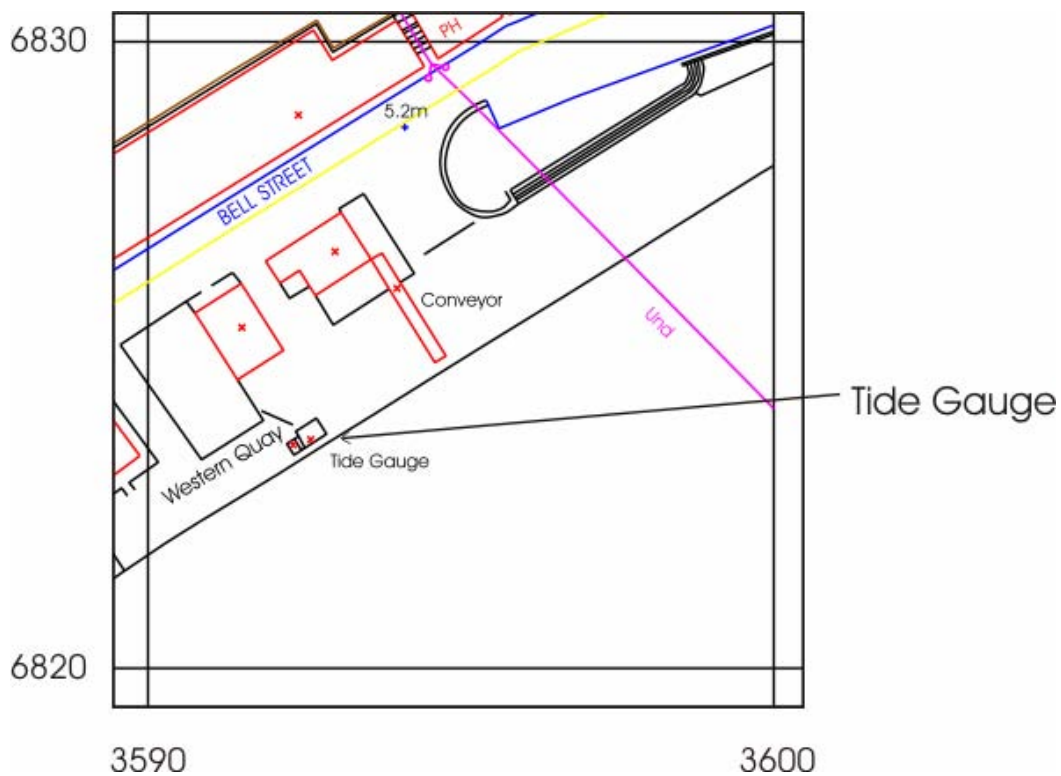 6830
PH
5.2m
BELL STREET
Conveyor
Und
Tide Gauge
Western Quay
Tide Gauge
6820
3590
3600